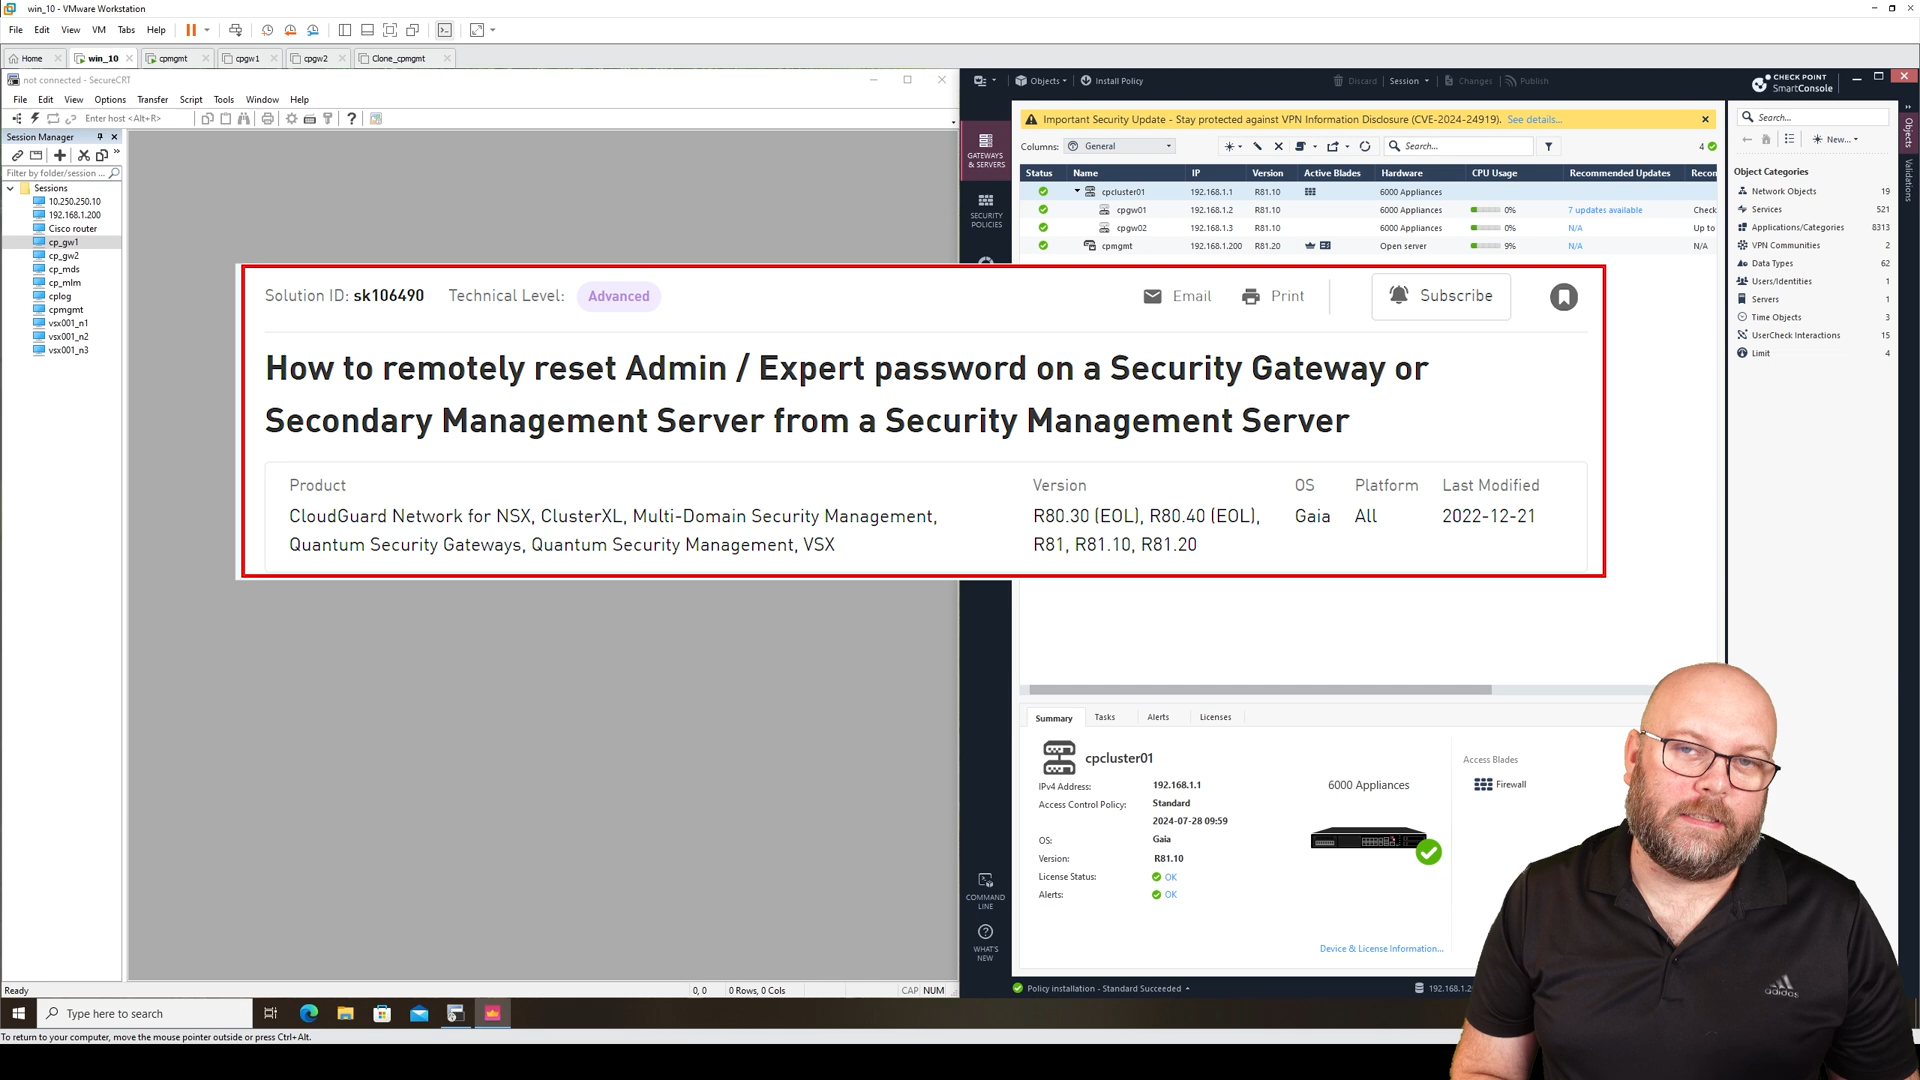 win_10 - VMware Workstation
File Edit View VM Tabs Help
Home win_10 cpmgmt cpgw1 cpgw2 Clone_cpmgmt
not connected - SecureCRT
File Edit View Options Transfer Script Tools Window Help
Enter host <Alt+R>
Session Manager
Filter by folder/session ...
Sessions
10.250.250.10
192.168.1.200
Cisco router
cp_gw1
cp_gw2
cp_mds
cp_mlm
cplog
cpmgmt
vsx001_n1
vsx001_n2
vsx001_n3
Objects Install Policy Discard Session Changes Publish
CHECK POINT
SmartConsole
Important Security Update - Stay protected against VPN Information Disclosure (CVE-2024-24919). See details...
Columns: General Search... 4
Status Name IP Version Active Blades Hardware CPU Usage Recommended Updates Recon
cpcluster01 192.168.1.1 R81.10 6000 Appliances
cpgw01 192.168.1.2 R81.10 6000 Appliances 0% 7 updates available Check
cpgw02 192.168.1.3 R81.10 6000 Appliances 0% N/A Up to
cpmgmt 192.168.1.200 R81.20 Open server 9% N/A N/A
GATEWAYS
& SERVERS
SECURITY
POLICIES
COMMAND
LINE
WHAT'S
NEW
Search...
New...
Object Categories
Network Objects 19
Services 521
Applications/Categories 8313
VPN Communities 2
Data Types 62
Users/Identities 1
Servers 1
Time Objects 3
UserCheck Interactions 15
Limit 4
Objects
Validations
Solution ID: sk106490 Technical Level: Advanced Email Print Subscribe
How to remotely reset Admin / Expert password on a Security Gateway or
Secondary Management Server from a Security Management Server
Product Version OS Platform Last Modified
CloudGuard Network for NSX, ClusterXL, Multi-Domain Security Management, R80.30 (EOL), R80.40 (EOL), Gaia All 2022-12-21
Quantum Security Gateways, Quantum Security Management, VSX R81, R81.10, R81.20
Summary Tasks Alerts Licenses
cpcluster01
IPv4 Address: 192.168.1.1
Access Control Policy: Standard
2024-07-28 09:59
OS: Gaia
Version: R81.10
License Status: OK
Alerts: OK
6000 Appliances
Access Blades
Firewall
Device & License Information...
Policy installation - Standard Succeeded
192.168.1.2
Ready 0, 0 0 Rows, 0 Cols CAP NUM
Type here to search
To return to your computer, move the mouse pointer outside or press Ctrl+Alt.
adidas